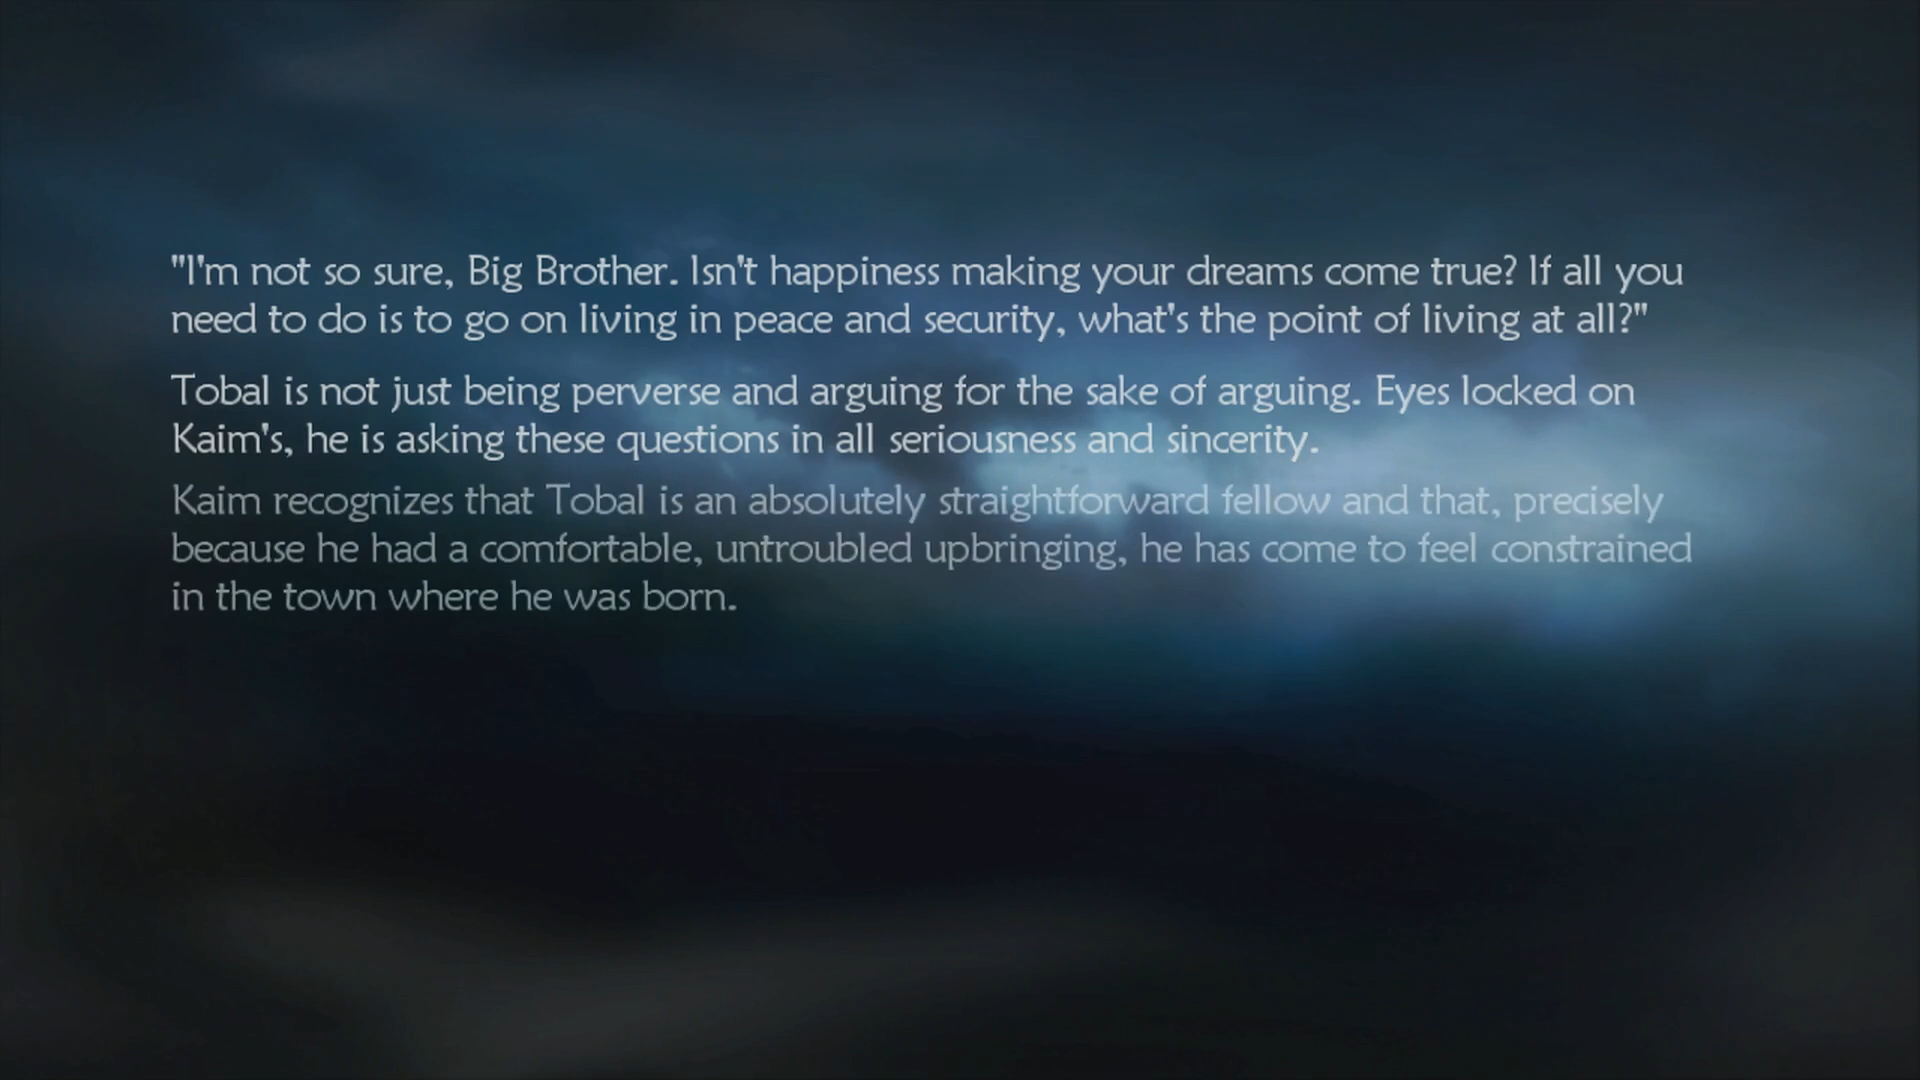 "I'm not so sure, Big Brother. Isn't happiness making your dreams come true? If all you
need to do is to go on living in peace and security, what's the point of living at all?"
Tobal is not just being perverse and arguing for the sake of arguing. Eyes locked on
Kaim's, he is asking these questions in all seriousness and sincerity.
Kaim recognizes that Tobal is an absolutely straightforward fellow and that, precisely
because he had a comfortable, untroubled upbringing, he has come to feel constrained
in the town where he was born.